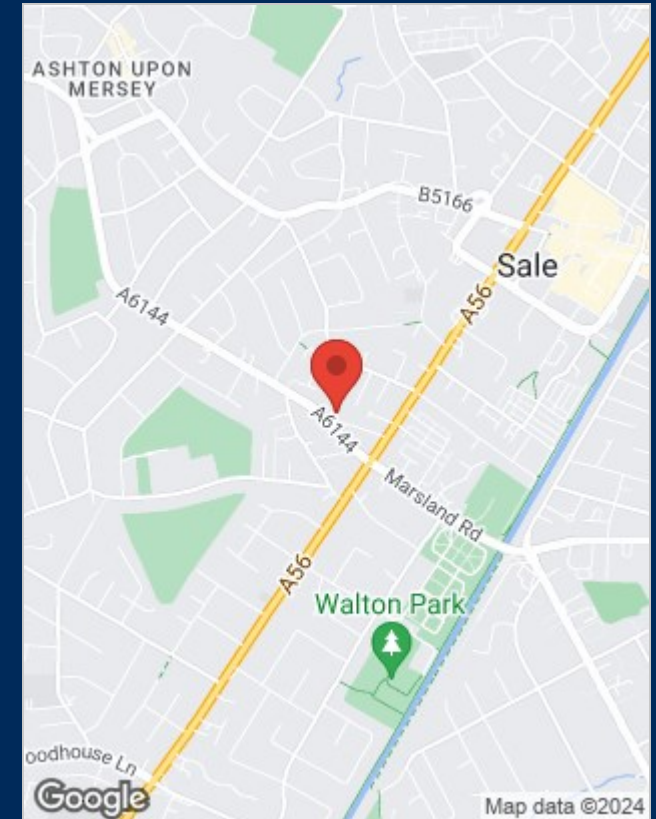 ASHTON UPON
MERSEY
B5166
Sale
A56
A6144
A6144
Marsland Rd
A56
Walton Park
oodhouse Ln
Google
Map data ©2024